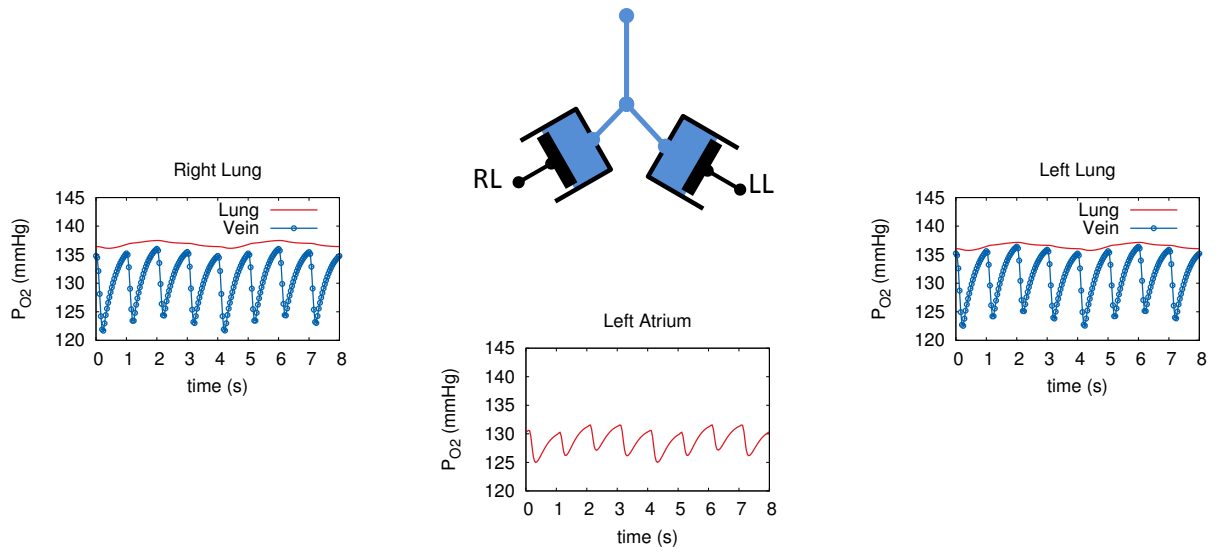 RL
LL
Right Lung
P_O2 (mmHg)
145
140
135
130
125
120
Lung
Vein
0 1 2 3 4 5 6 7 8
time (s)
Left Atrium
P_O2 (mmHg)
145
140
135
130
125
120
0 1 2 3 4 5 6 7 8
time (s)
Left Lung
P_O2 (mmHg)
145
140
135
130
125
120
Lung
Vein
0 1 2 3 4 5 6 7 8
time (s)